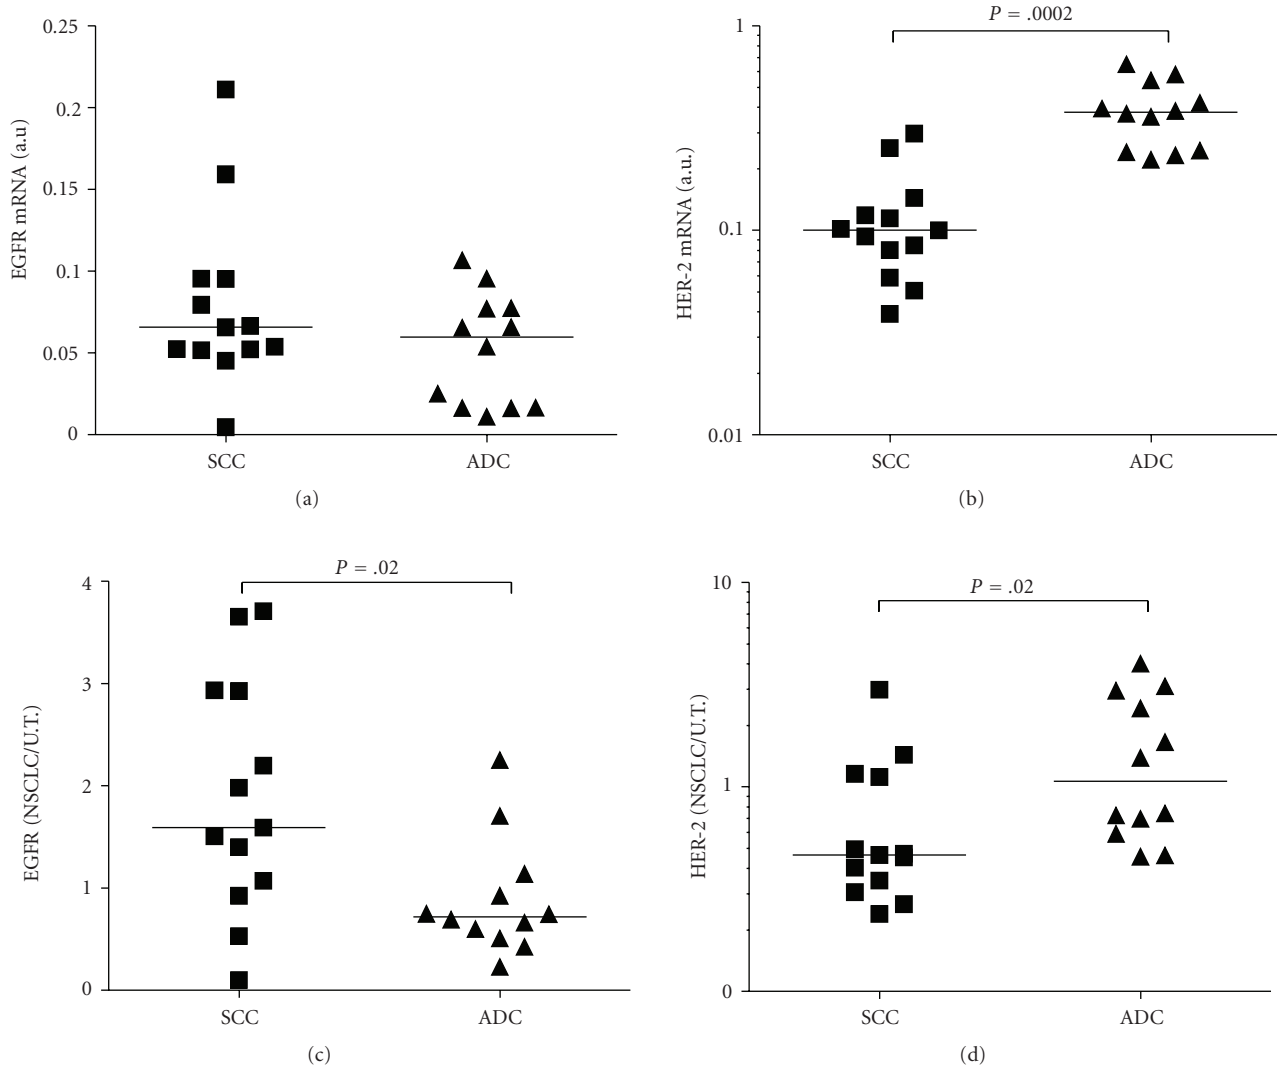 0.25
0.2
0.15
0.1
0.05
0
EGFR mRNA (a.u)
SCC
ADC
(a)
P = .0002
1
0.1
0.01
HER-2 mRNA (a.u.)
SCC
ADC
(b)
P = .02
4
3
2
1
0
EGFR (NSCLC/U.T.)
SCC
ADC
(c)
P = .02
10
1
0
HER-2 (NSCLC/U.T.)
SCC
ADC
(d)